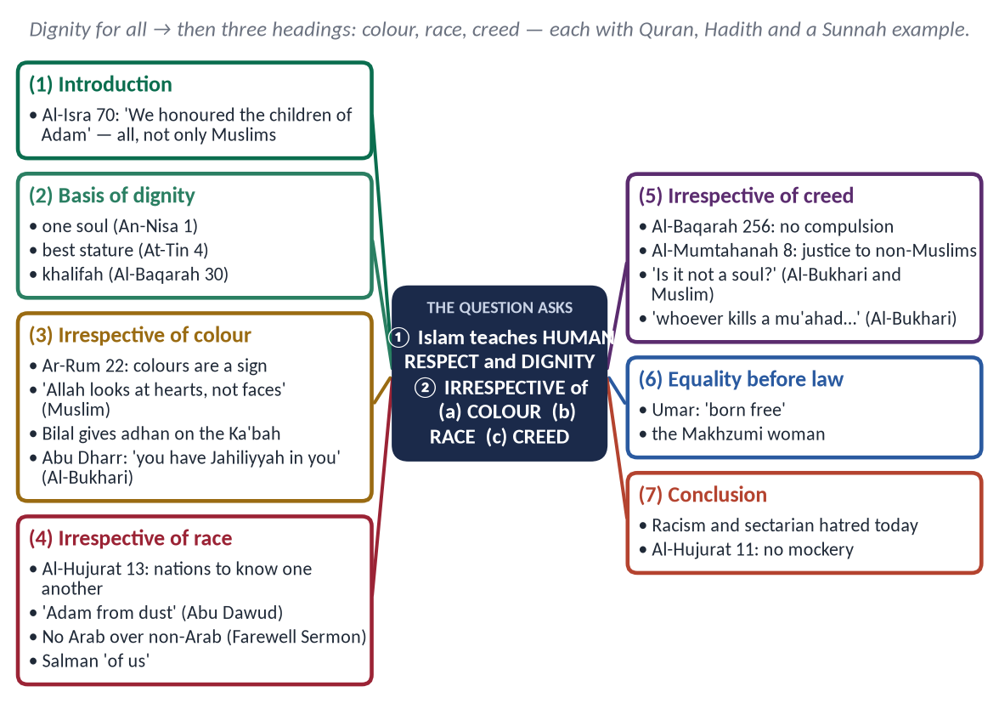 Dignity for all → then three headings: colour, race, creed — each with Quran, Hadith and a Sunnah example.
(1) Introduction
• Al-Isra 70: 'We honoured the children of
Adam' — all, not only Muslims
(2) Basis of dignity
• one soul (An-Nisa 1)
• best stature (At-Tin 4)
• khalifah (Al-Baqarah 30)
(3) Irrespective of colour
• Ar-Rum 22: colours are a sign
• 'Allah looks at hearts, not faces'
(Muslim)
• Bilal gives adhan on the Ka'bah
• Abu Dharr: 'you have Jahiliyyah in you'
(Al-Bukhari)
(4) Irrespective of race
• Al-Hujurat 13: nations to know one
another
• 'Adam from dust' (Abu Dawud)
• No Arab over non-Arab (Farewell Sermon)
• Salman 'of us'
THE QUESTION ASKS
① Islam teaches HUMAN
RESPECT and DIGNITY
② IRRESPECTIVE of
(a) COLOUR (b)
RACE (c) CREED
(5) Irrespective of creed
• Al-Baqarah 256: no compulsion
• Al-Mumtahanah 8: justice to non-Muslims
• 'Is it not a soul?' (Al-Bukhari and
Muslim)
• 'whoever kills a mu'ahad...' (Al-Bukhari)
(6) Equality before law
• Umar: 'born free'
• the Makhzumi woman
(7) Conclusion
• Racism and sectarian hatred today
• Al-Hujurat 11: no mockery